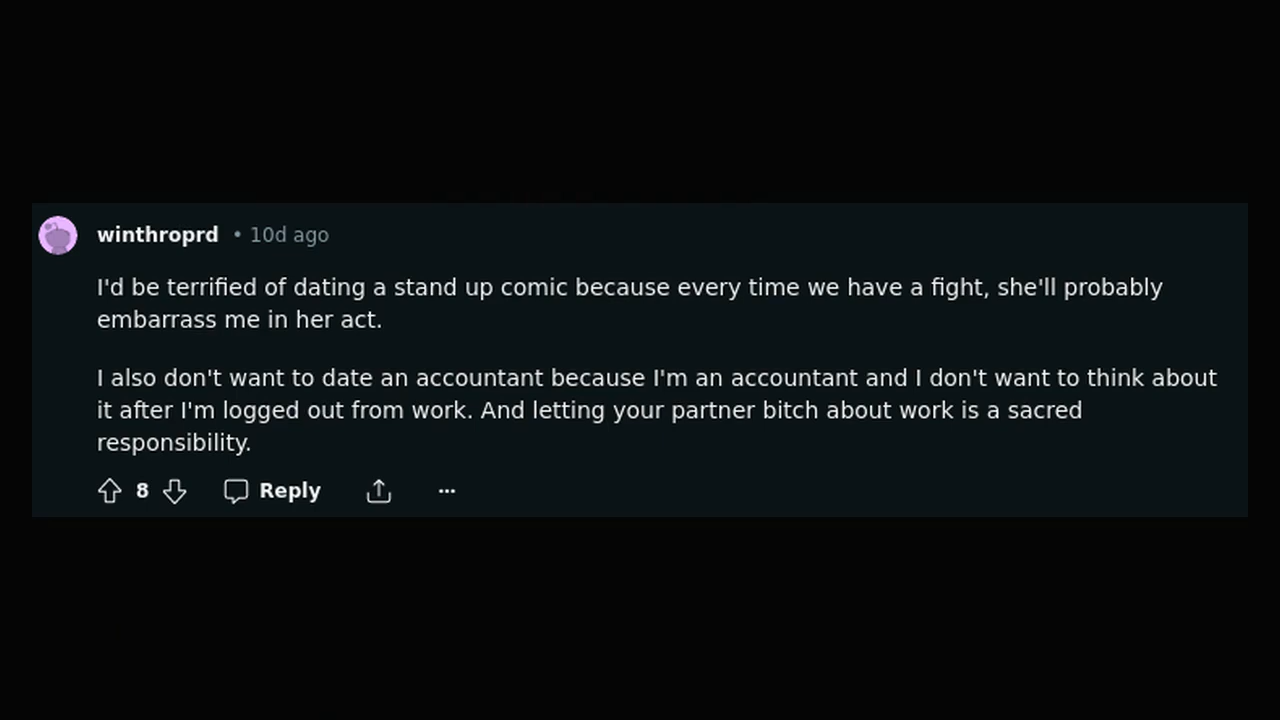 winthroprd • 10d ago
I'd be terrified of dating a stand up comic because every time we have a fight, she'll probably
embarrass me in her act.
I also don't want to date an accountant because I'm an accountant and I don't want to think about
it after I'm logged out from work. And letting your partner bitch about work is a sacred
responsibility.
8 Reply ...